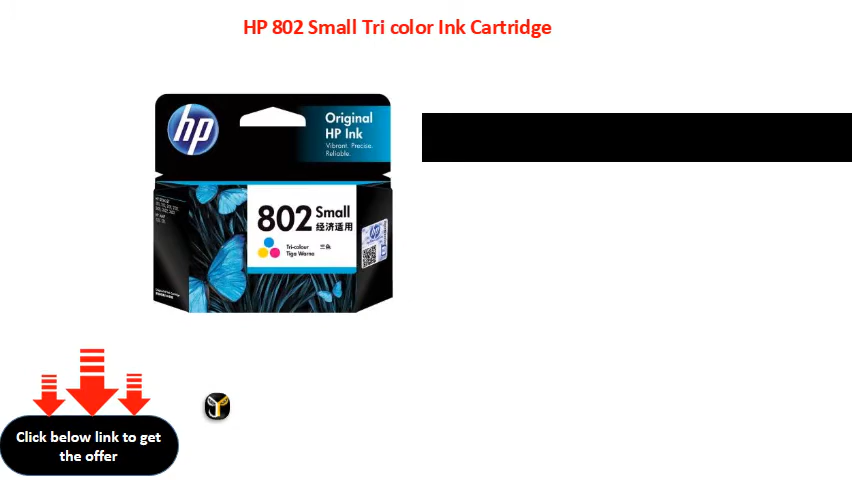 HP 802 Small Tri color Ink Cartridge
hp
Original
HP Ink
Vibrant. Precise.
Reliable.
802 Small
经济适用
Tri-colour 三色
Tiga Warna
Click below link to get
the offer